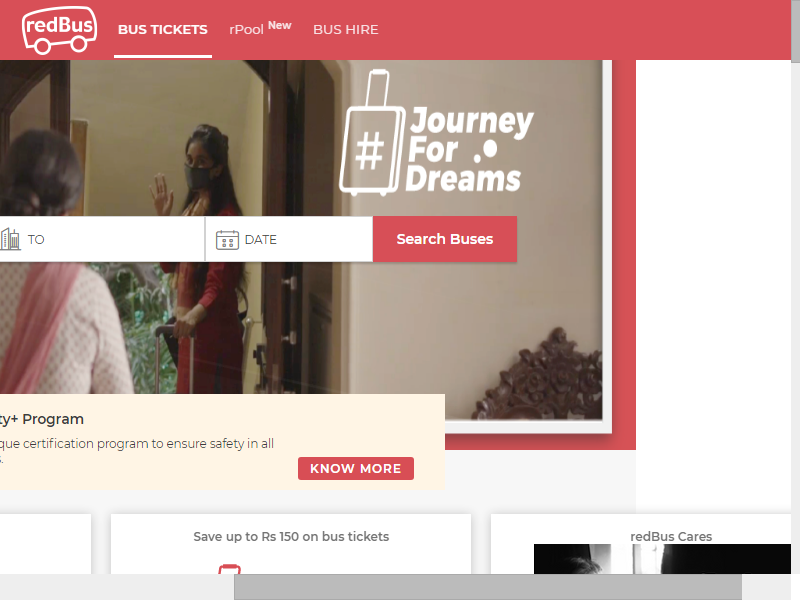 redBus
BUS TICKETS
rPool New
BUS HIRE
#
Journey
For
Dreams
TO
DATE
Search Buses
ty+ Program
que certification program to ensure safety in all
s.
KNOW MORE
Save up to Rs 150 on bus tickets
redBus Cares